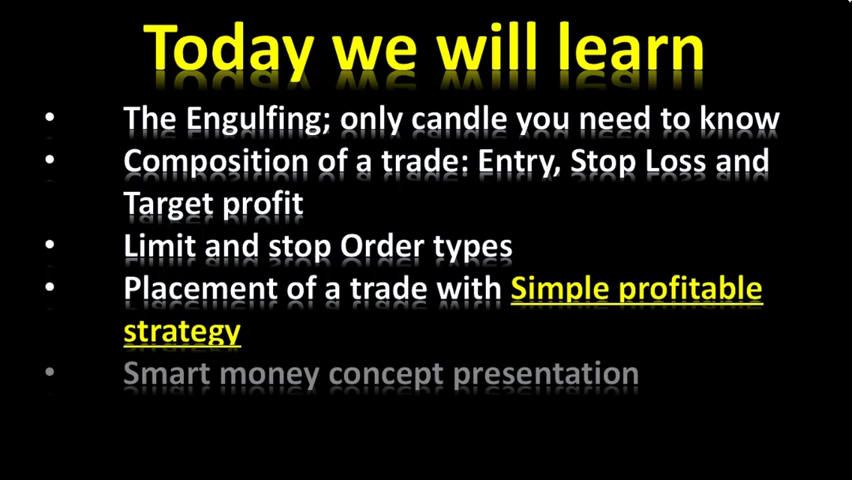 Today we will learn
• The Engulfing; only candle you need to know
• Composition of a trade: Entry, Stop Loss and
Target profit
• Limit and stop Order types
• Placement of a trade with Simple profitable
strategy
• Smart money concept presentation